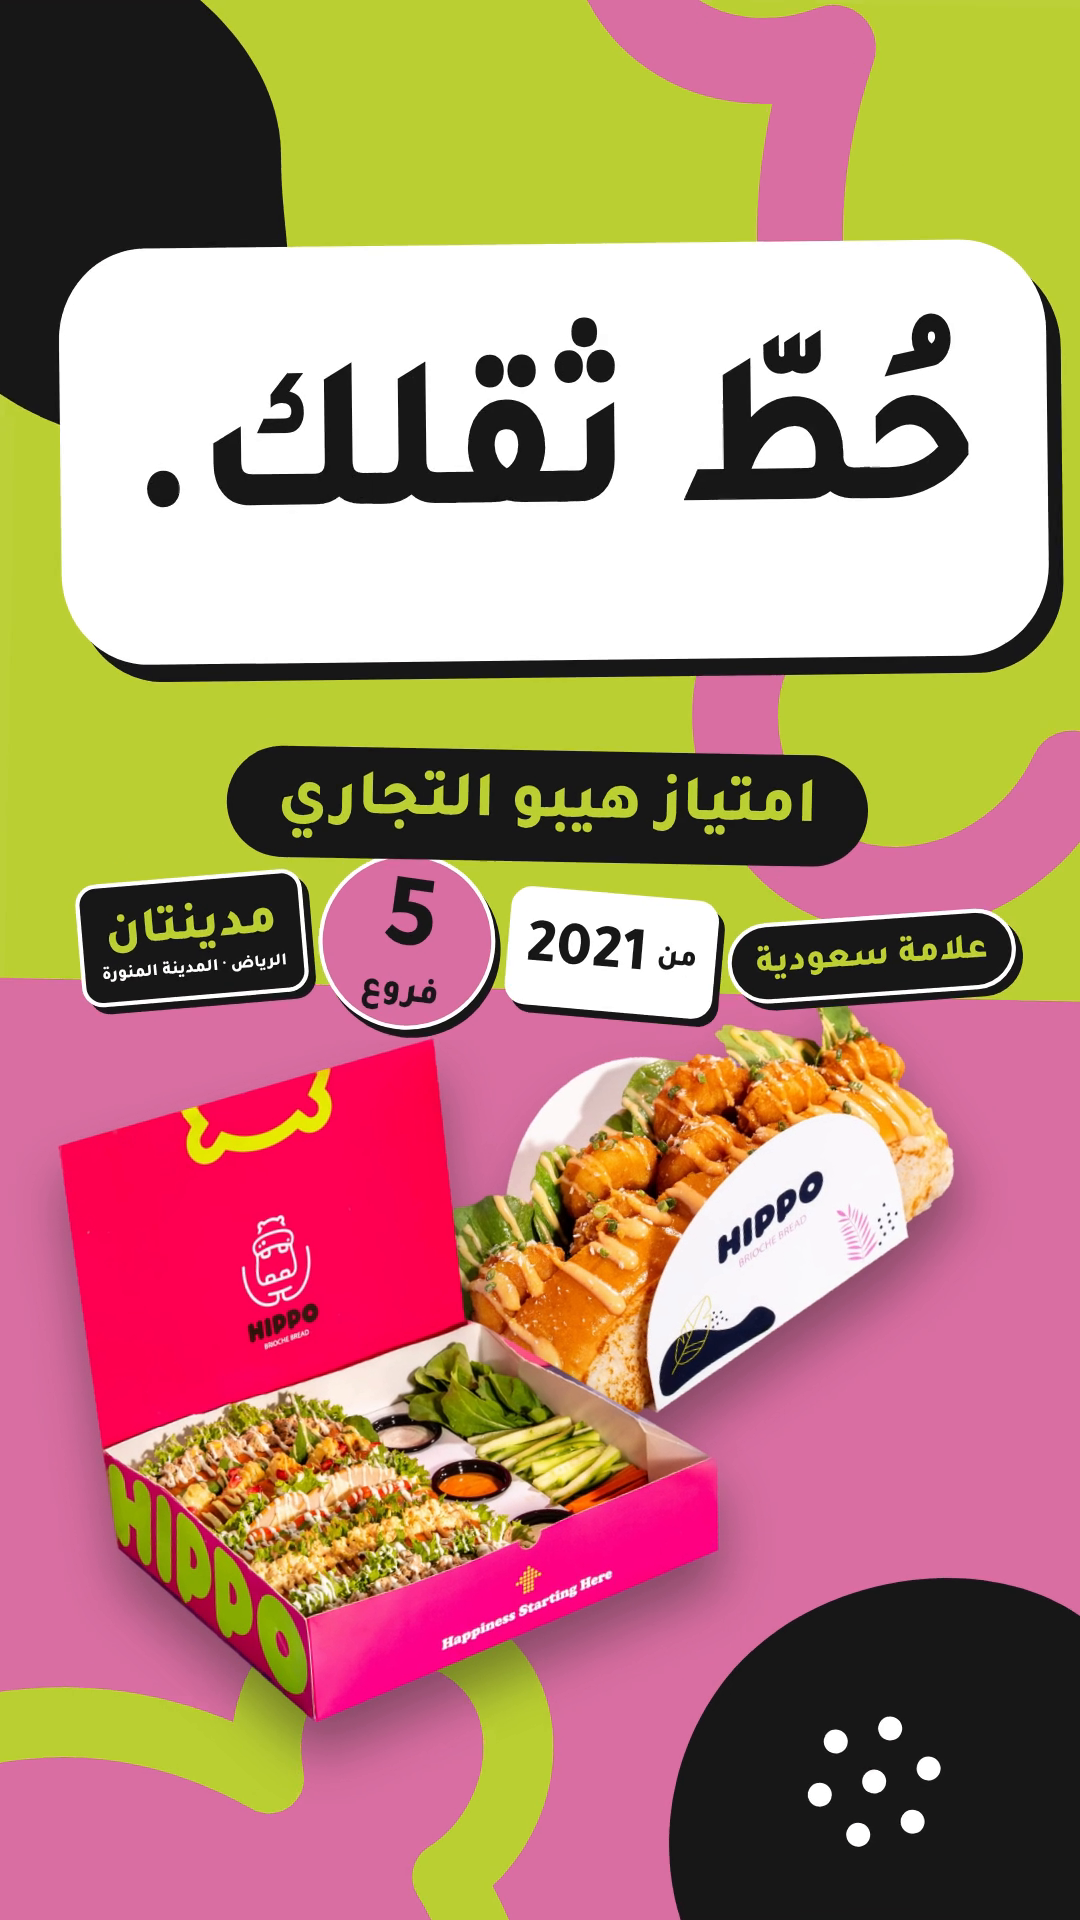 حُطّ ثقلك.
امتياز هيبو التجاري
علامة سعودية
من 2021
5
فروع
مدينتان
الرياض · المدينة المنورة
HIPPO
BRIOCHE BREAD
HIPPO
BRIOCHE BREAD
HIPPO
Happiness Starting Here